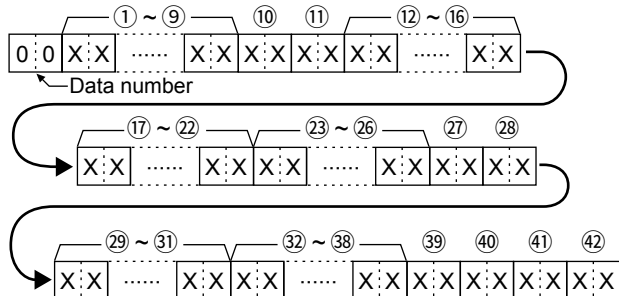 ① ~ ⑨ ⑩ ⑪ ⑫ ~ ⑯
0 0 X X ...... X X X X X X X X ...... X X
Data number
⑰ ~ ㉒ ㉓ ~ ㉖ ㉗ ㉘
X X ...... X X X X ...... X X X X X X
㉙ ~ ㉛ ㉜ ~ ㊳ ㊴ ㊵ ㊶ ㊷
X X ...... X X X X ...... X X X X X X X X X X